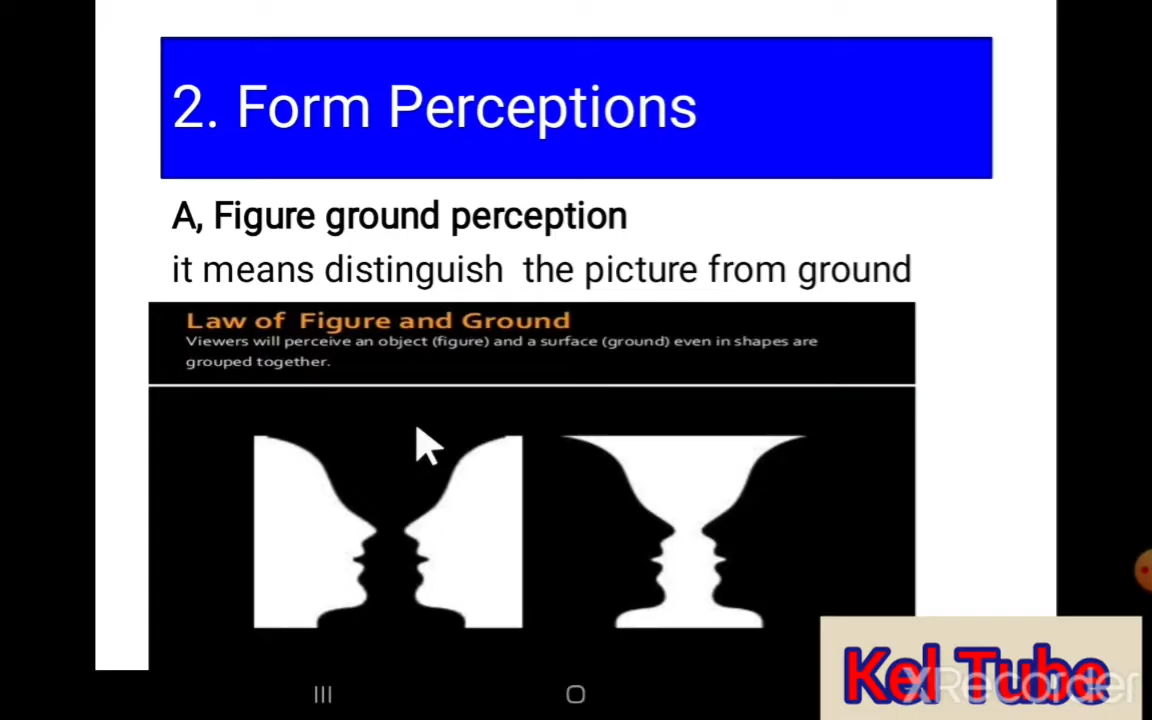 2. Form Perceptions
A, Figure ground perception
it means distinguish the picture from ground
Law of Figure and Ground
Viewers will perceive an object (figure) and a surface (ground) even in shapes are
grouped together.
Kel Tube
XRecorder